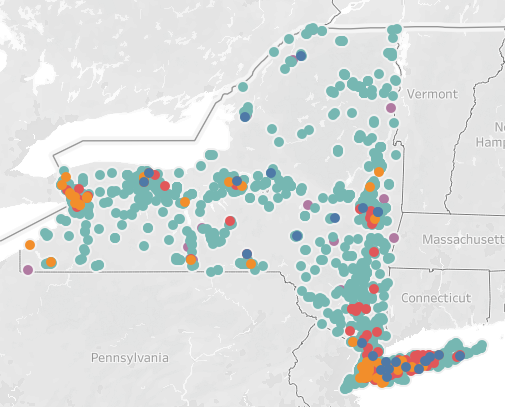 Vermont
Ne
Hamp
Massachusett
Connecticut
Pennsylvania